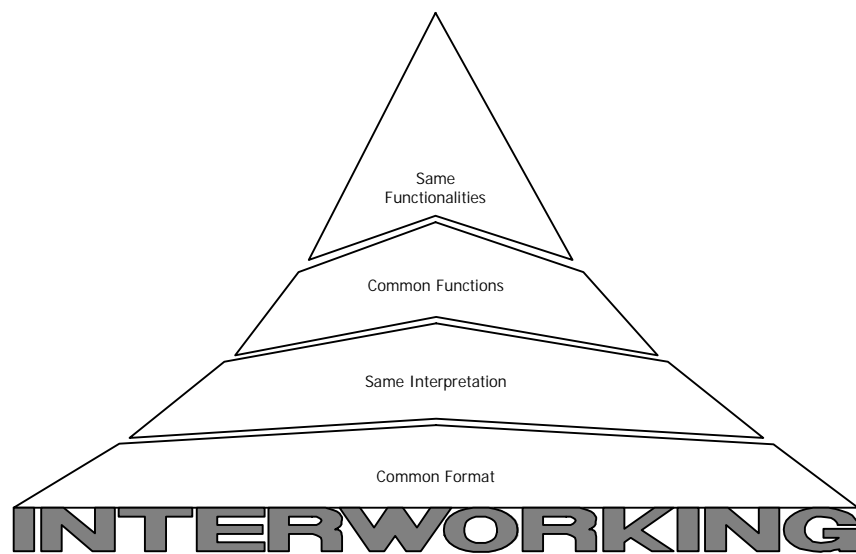 Same
Functionalities
Common Functions
Same Interpretation
Common Format
INTERWORKING